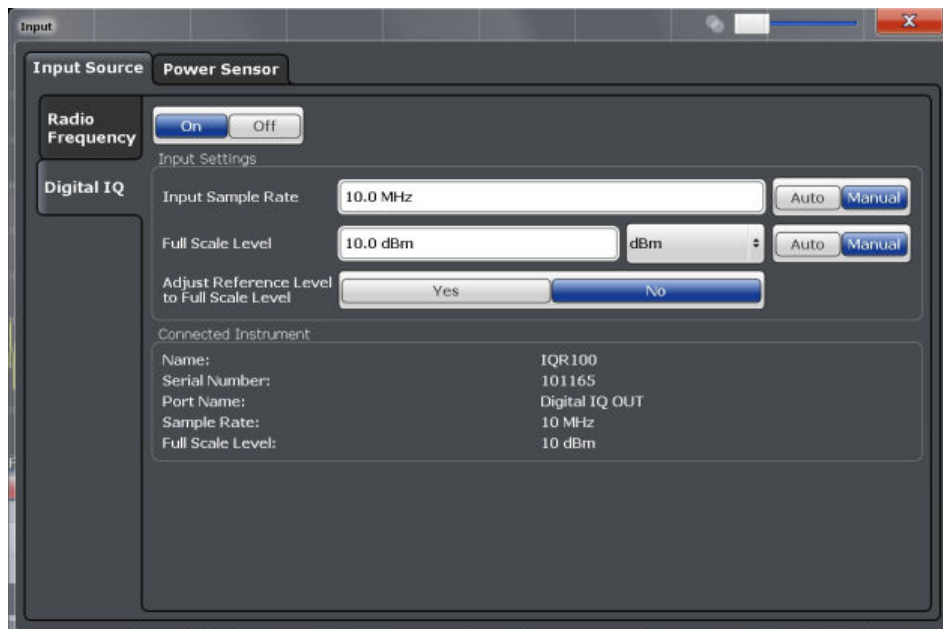 Input
Input Source Power Sensor
Radio Frequency
Digital IQ
On Off
Input Settings
Input Sample Rate 10.0 MHz Auto Manual
Full Scale Level 10.0 dBm dBm Auto Manual
Adjust Reference Level
to Full Scale Level Yes No
Connected Instrument
Name: IQR100
Serial Number: 101165
Port Name: Digital IQ OUT
Sample Rate: 10 MHz
Full Scale Level: 10 dBm